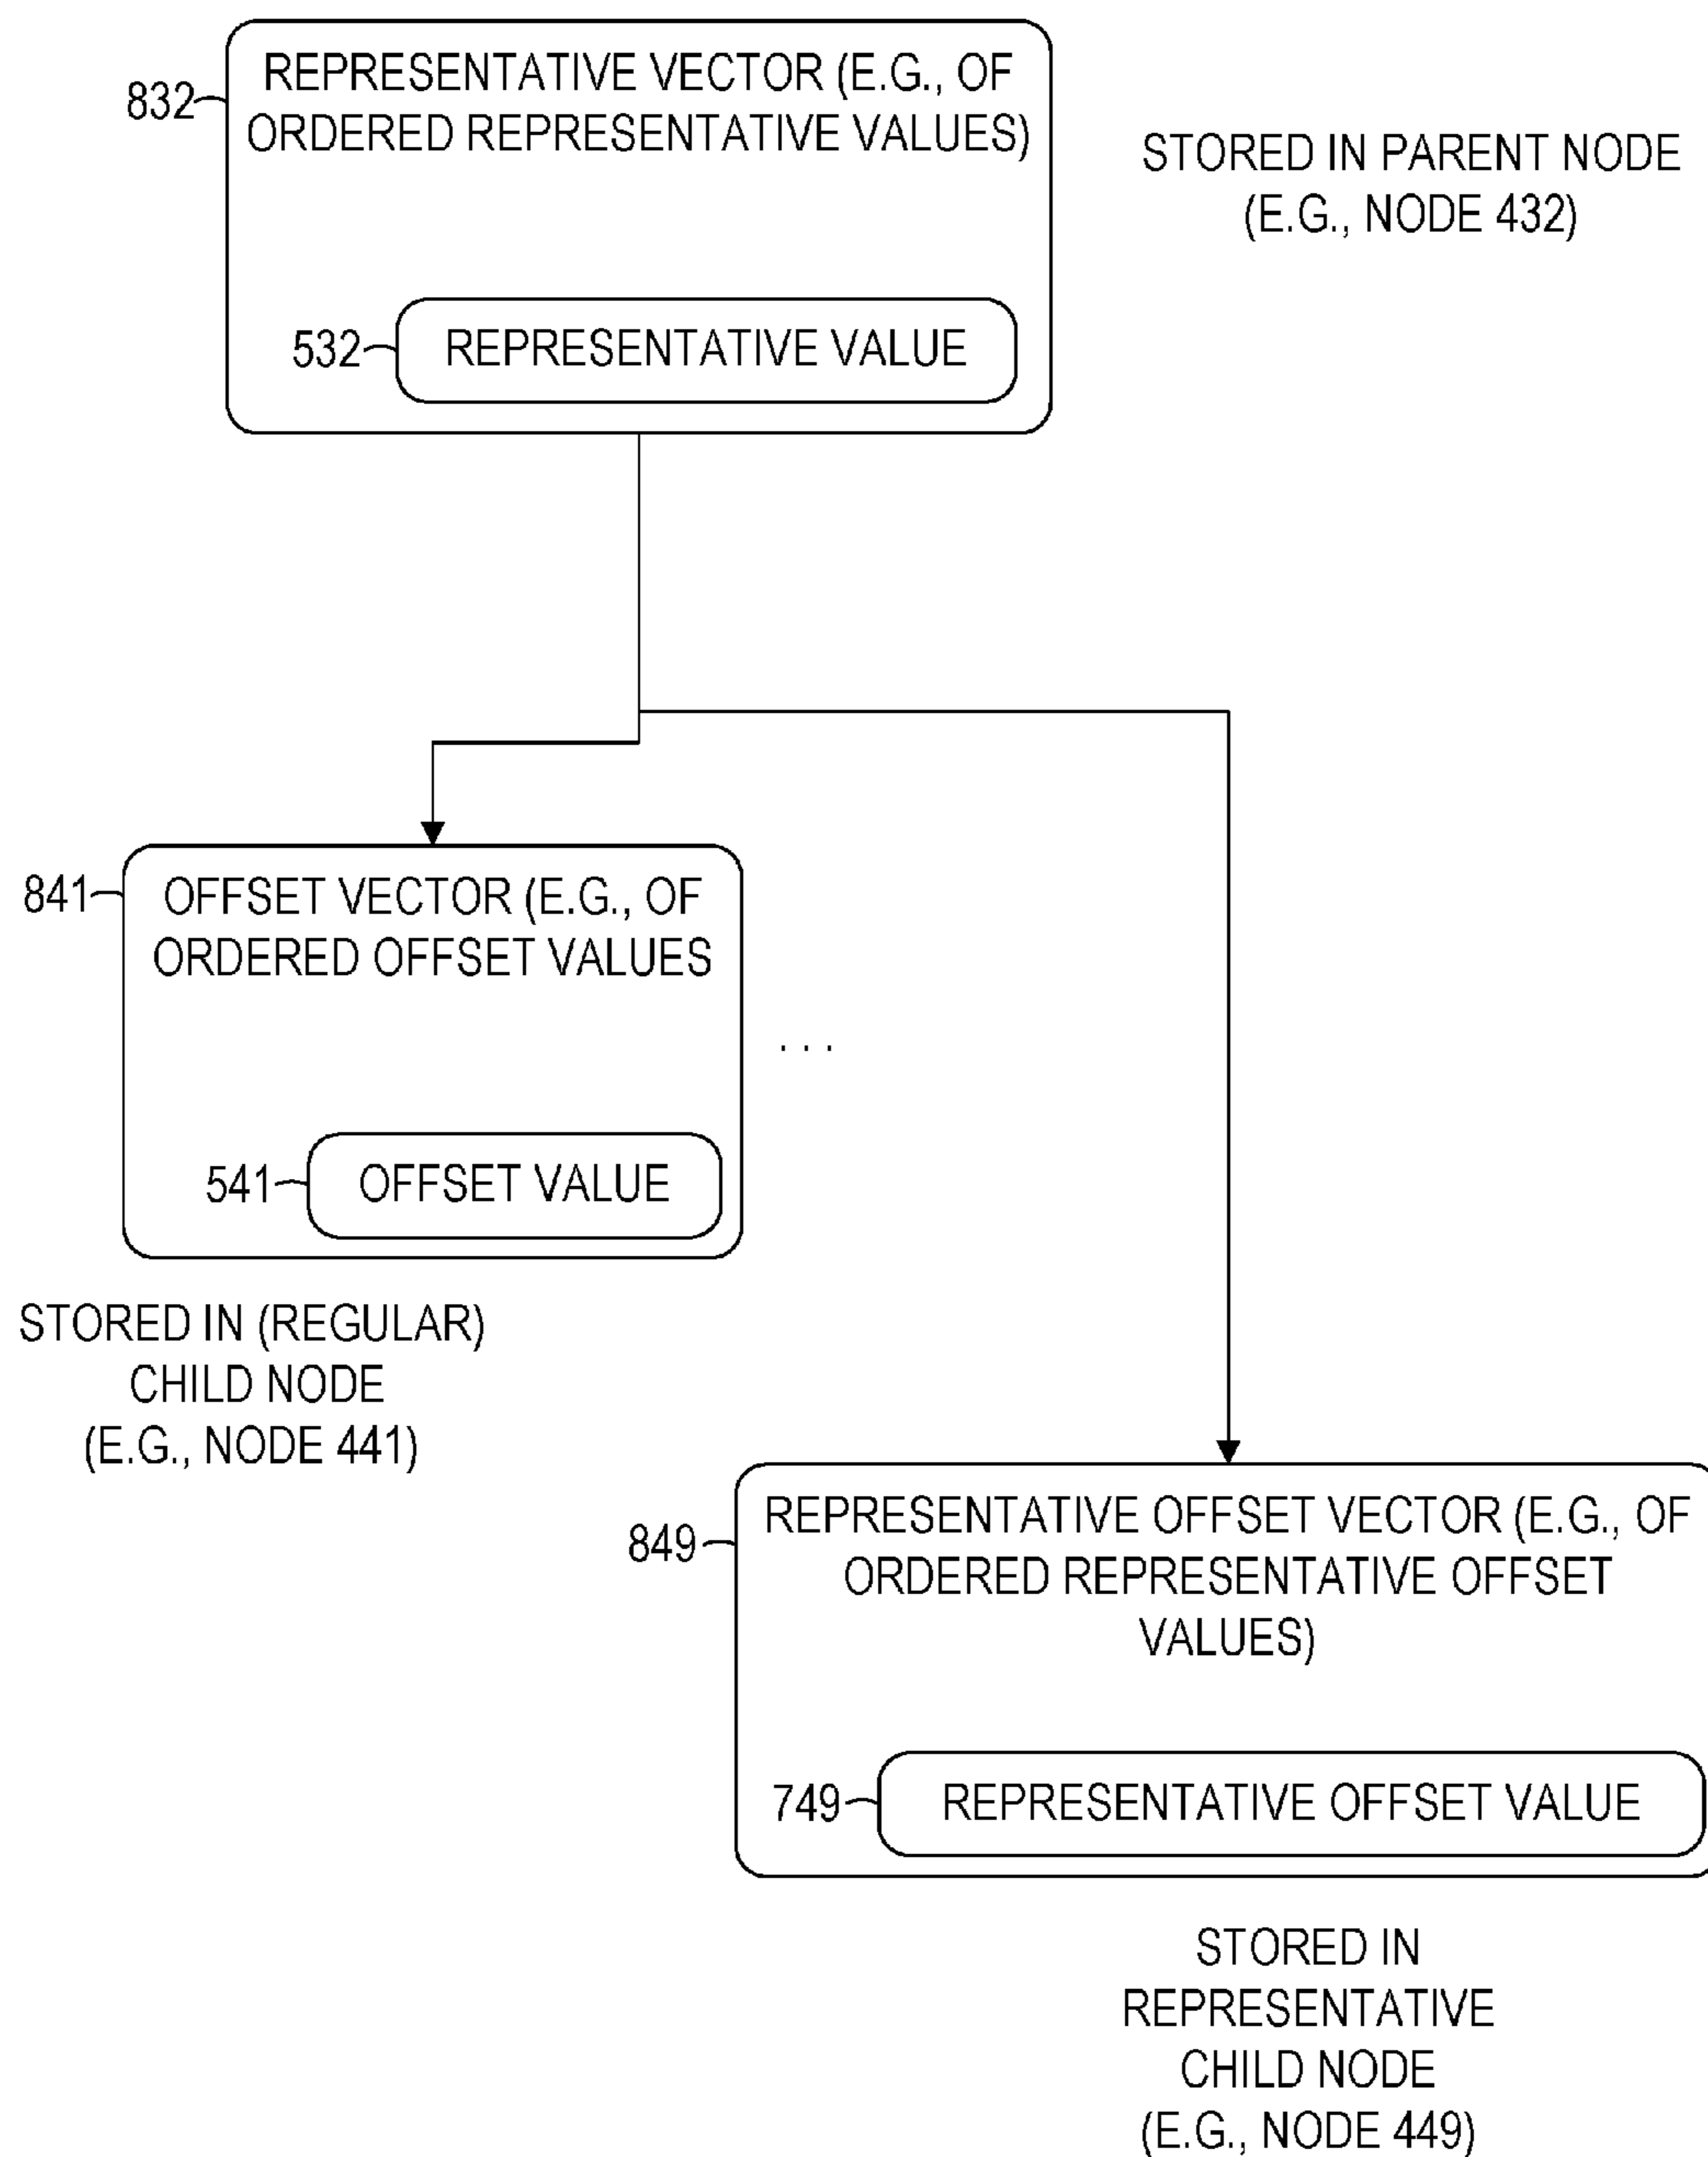 REPRESENTATIVE VECTOR (E.G., OF
ORDERED REPRESENTATIVE VALUES)
832
STORED IN PARENT NODE
(E.G., NODE 432)
532
REPRESENTATIVE VALUE
841
OFFSET VECTOR (E.G., OF
ORDERED OFFSET VALUES
. . .
541
OFFSET VALUE
STORED IN (REGULAR)
CHILD NODE
(E.G., NODE 441)
849
REPRESENTATIVE OFFSET VECTOR (E.G., OF
ORDERED REPRESENTATIVE OFFSET
VALUES)
749
REPRESENTATIVE OFFSET VALUE
STORED IN
REPRESENTATIVE
CHILD NODE
(E.G., NODE 449)